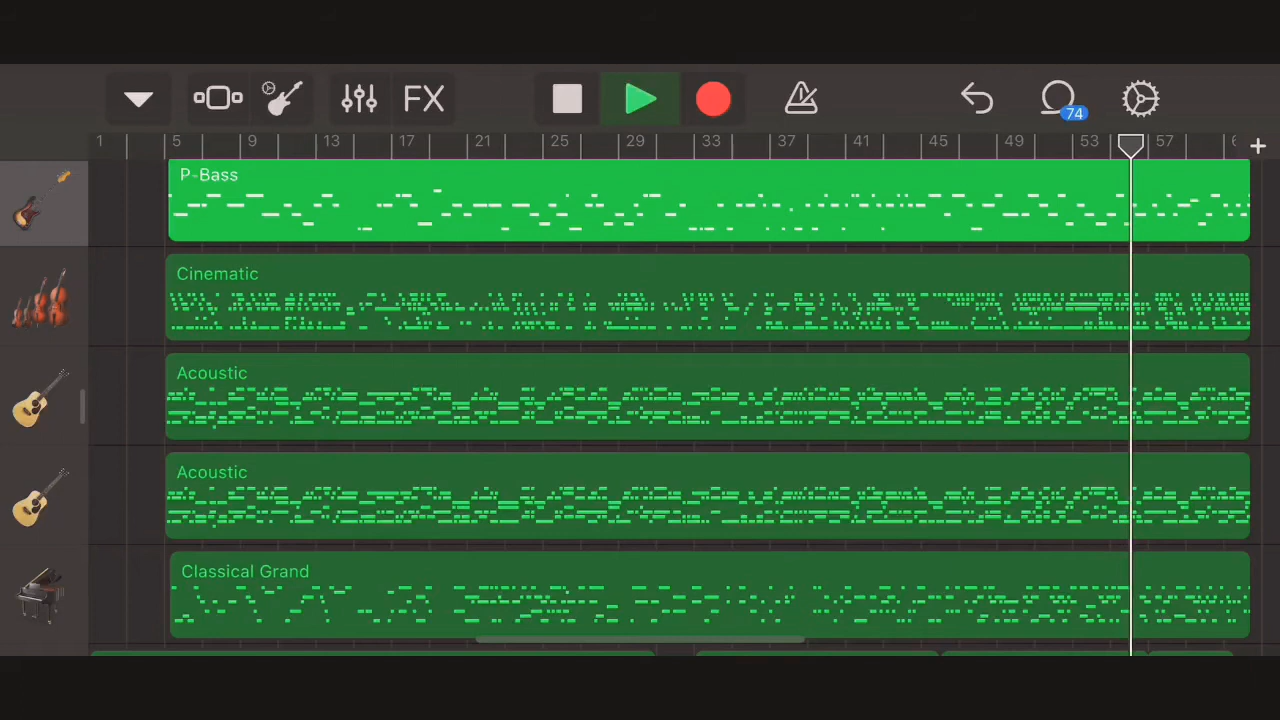 FX
74
1 5 9 13 17 21 25 29 33 37 41 45 49 53 57
P-Bass
Cinematic
Acoustic
Acoustic
Classical Grand